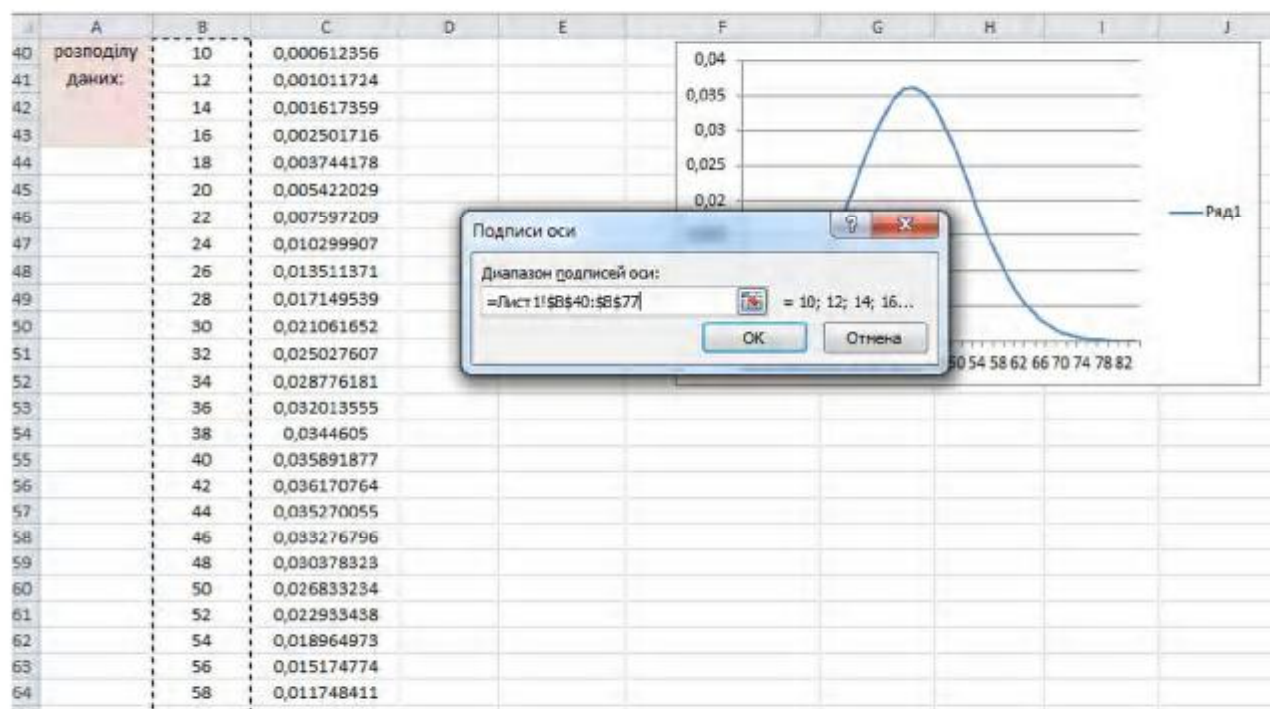 A B C D E F G H I J
40 розподілу 10 0,000612356
41 даних: 12 0,001011724
42 14 0,001617359
43 16 0,002501716
44 18 0,003744178
45 20 0,005422029
46 22 0,007597209
47 24 0,010299907
48 26 0,013511371
49 28 0,017149539
50 30 0,021061652
51 32 0,025027607
52 34 0,028776181
53 36 0,032013555
54 38 0,0344605
55 40 0,035891877
56 42 0,036170764
57 44 0,035270055
58 46 0,033276796
59 48 0,030378323
60 50 0,026833234
61 52 0,022933438
62 54 0,018964973
63 56 0,015174774
64 58 0,011748411
0,04
0,035
0,03
0,025
0,02
Ряд1
50 54 58 62 66 70 74 78 82
Подписи оси
?
Диапазон подписей оси:
=Лист1!$B$40:$B$77 = 10; 12; 14; 16...
ОК Отмена